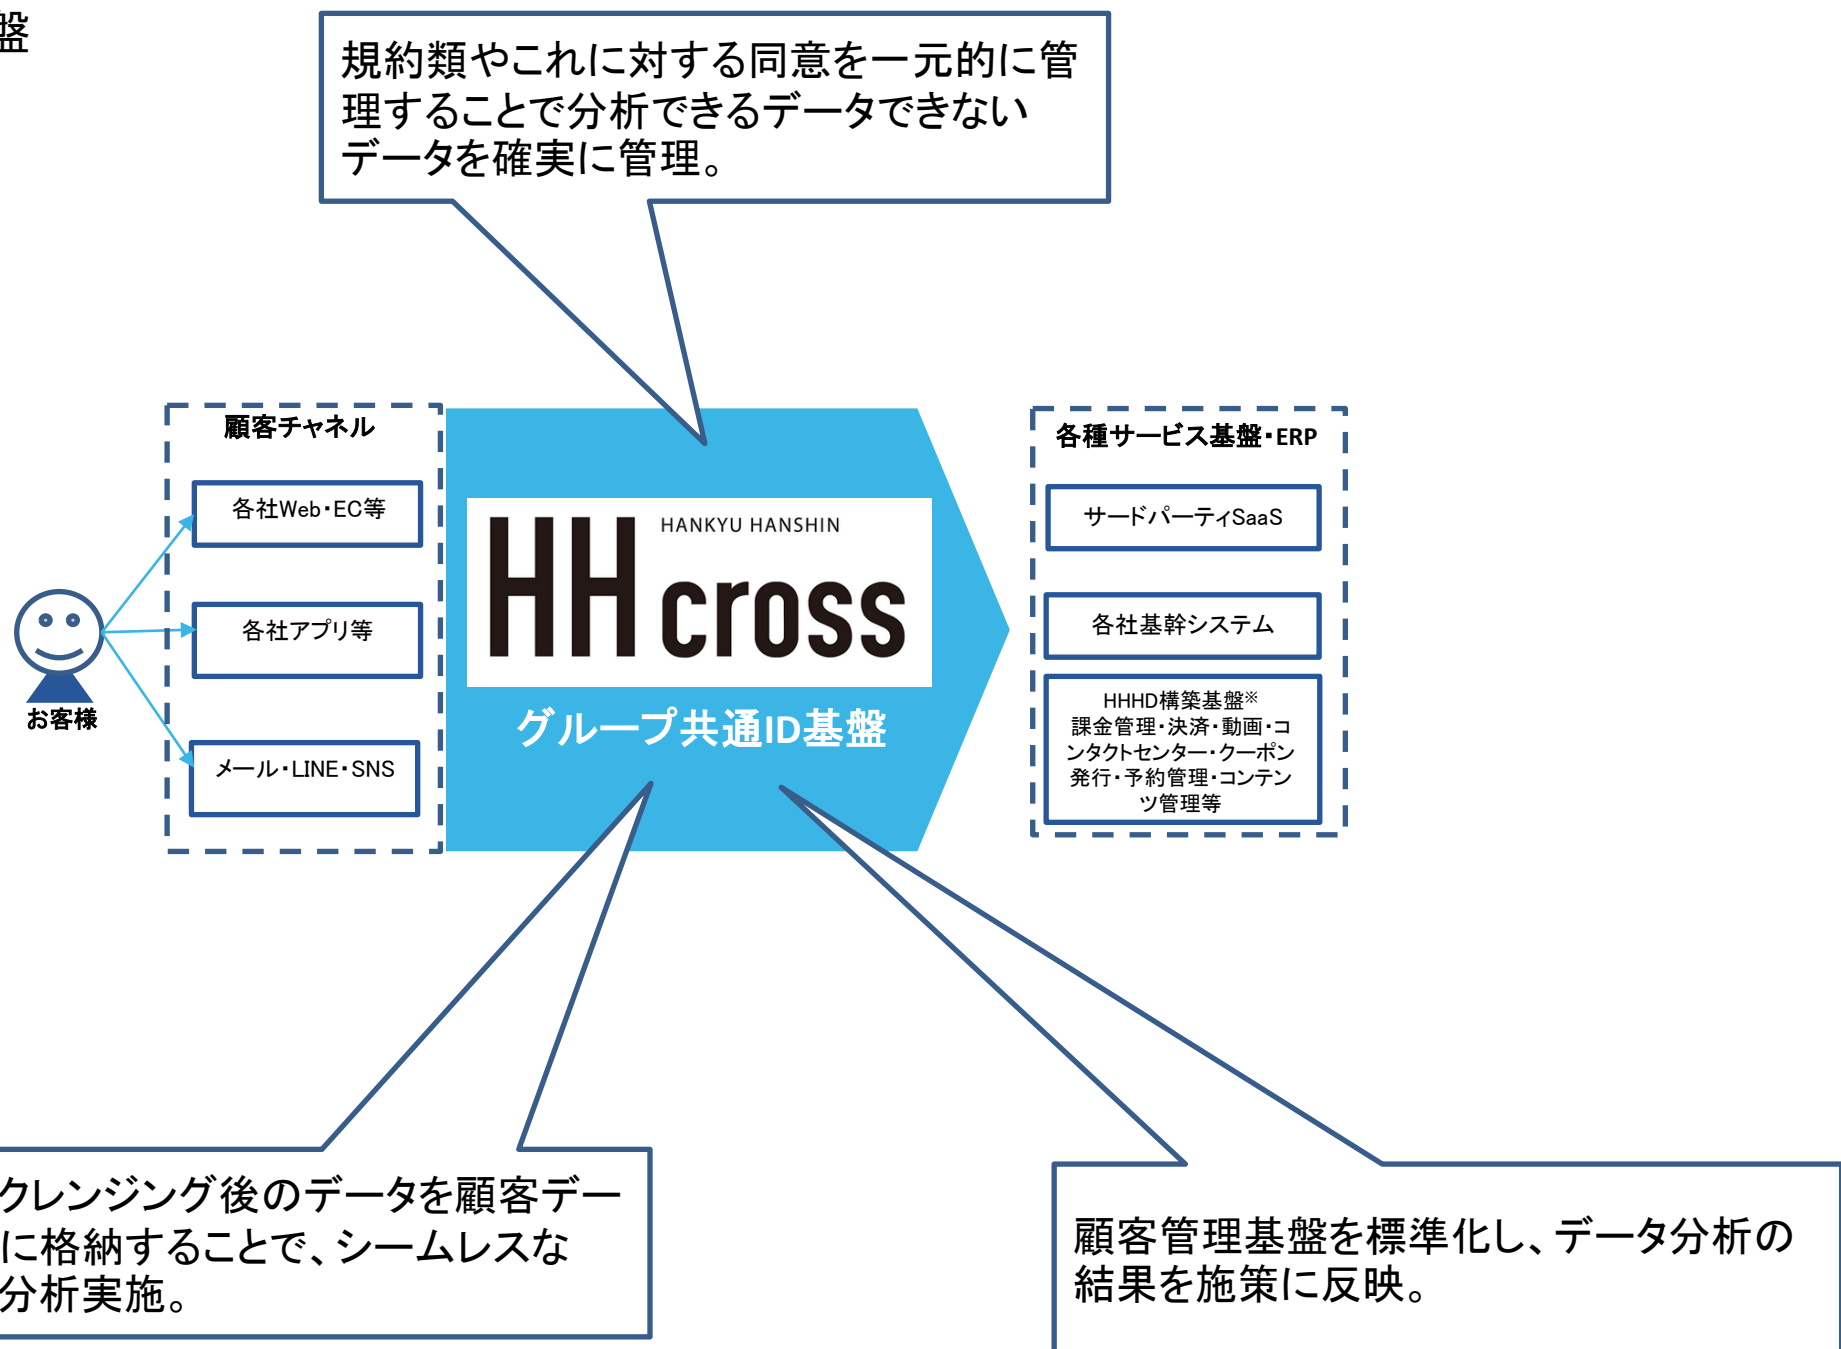 盤
規約類やこれに対する同意を一元的に管
理することで分析できるデータできない
データを確実に管理。
顧客チャネル
各社Web・EC等
各社アプリ等
メール・LINE・SNS
お客様
HANKYU HANSHIN
HH cross
グループ共通ID基盤
各種サービス基盤・ERP
サードパーティSaaS
各社基幹システム
HHHD構築基盤※
課金管理・決済・動画・コ
ンタクトセンター・クーポン
発行・予約管理・コンテン
ツ管理等
クレンジング後のデータを顧客デー
に格納することで、シームレスな
分析実施。
顧客管理基盤を標準化し、データ分析の
結果を施策に反映。